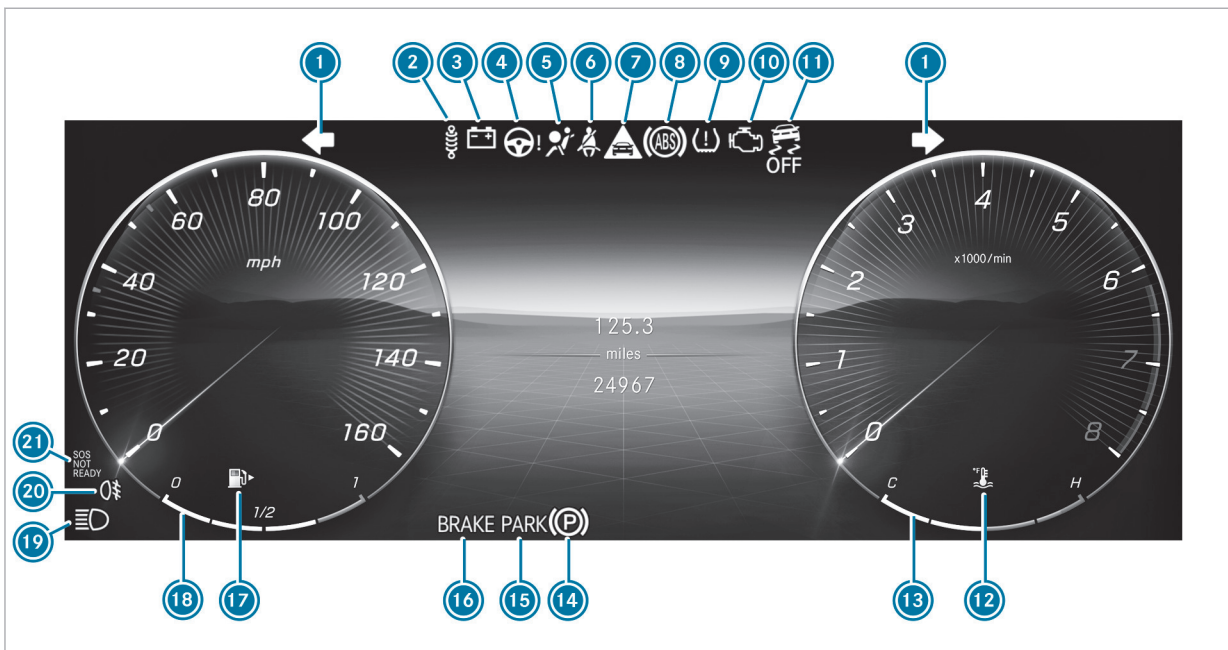 1 2 3 4 5 6 7 8 9 10 11 1
! ABS !
OFF
60 80 100
mph
40 120
20 140
0 160
3 4 5
x1000/min
2 6
1 7
0 8
125.3
miles
24967
21
SOS
NOT
READY
20
19
0 1/2 1
°F
C H
BRAKE PARK P
18 17 16 15 14 13 12